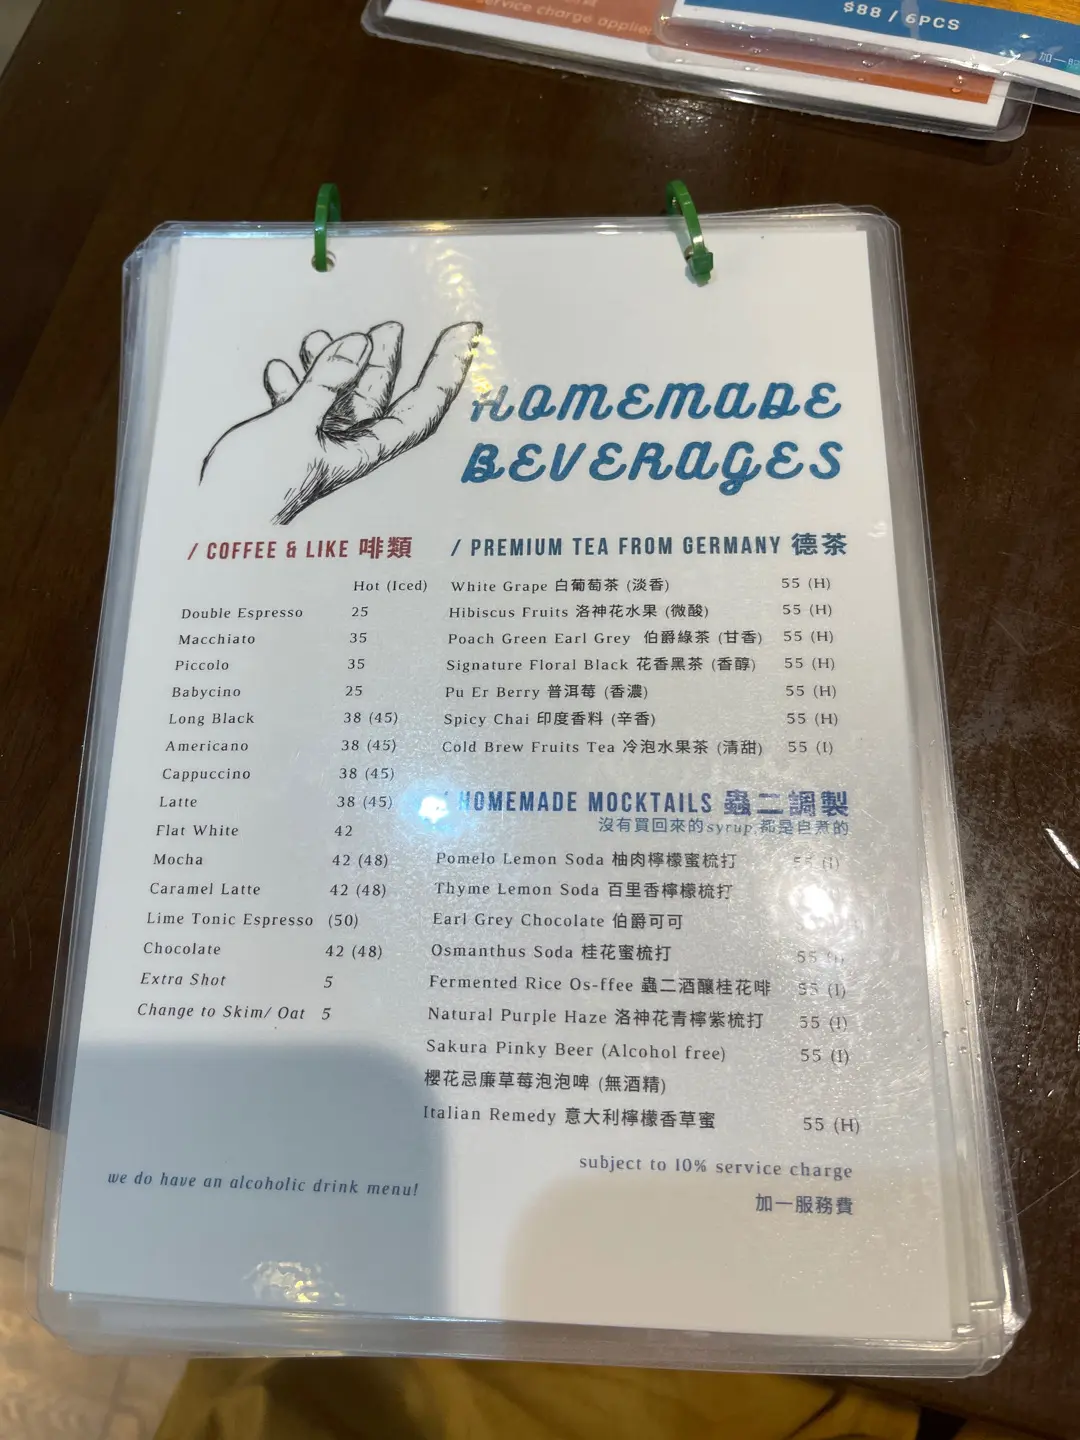 service charge applied
$88 / 6PCS
加一服
HOMEMADE
BEVERAGES
/ COFFEE & LIKE 啡類
Hot (Iced)
Double Espresso 25
Macchiato 35
Piccolo 35
Babycino 25
Long Black 38 (45)
Americano 38 (45)
Cappuccino 38 (45)
Latte 38 (45)
Flat White 42
Mocha 42 (48)
Caramel Latte 42 (48)
Lime Tonic Espresso (50)
Chocolate 42 (48)
Extra Shot 5
Change to Skim/ Oat 5
we do have an alcoholic drink menu!
/ PREMIUM TEA FROM GERMANY 德茶
White Grape 白葡萄茶 (淡香) 55 (H)
Hibiscus Fruits 洛神花水果 (微酸) 55 (H)
Poach Green Earl Grey 伯爵綠茶 (甘香) 55 (H)
Signature Floral Black 花香黑茶 (香醇) 55 (H)
Pu Er Berry 普洱莓 (香濃) 55 (H)
Spicy Chai 印度香料 (辛香) 55 (H)
Cold Brew Fruits Tea 冷泡水果茶 (清甜) 55 (I)
/ HOMEMADE MOCKTAILS 蟲二調製
沒有買回來的syrup,都是自煮的
Pomelo Lemon Soda 柚肉檸檬蜜梳打 55 (I)
Thyme Lemon Soda 百里香檸檬梳打
Earl Grey Chocolate 伯爵可可
Osmanthus Soda 桂花蜜梳打 55 (I)
Fermented Rice Os-ffee 蟲二酒釀桂花啡 55 (I)
Natural Purple Haze 洛神花青檸紫梳打 55 (I)
Sakura Pinky Beer (Alcohol free) 55 (I)
櫻花忌廉草莓泡泡啤 (無酒精)
Italian Remedy 意大利檸檬香草蜜 55 (H)
subject to 10% service charge
加一服務費